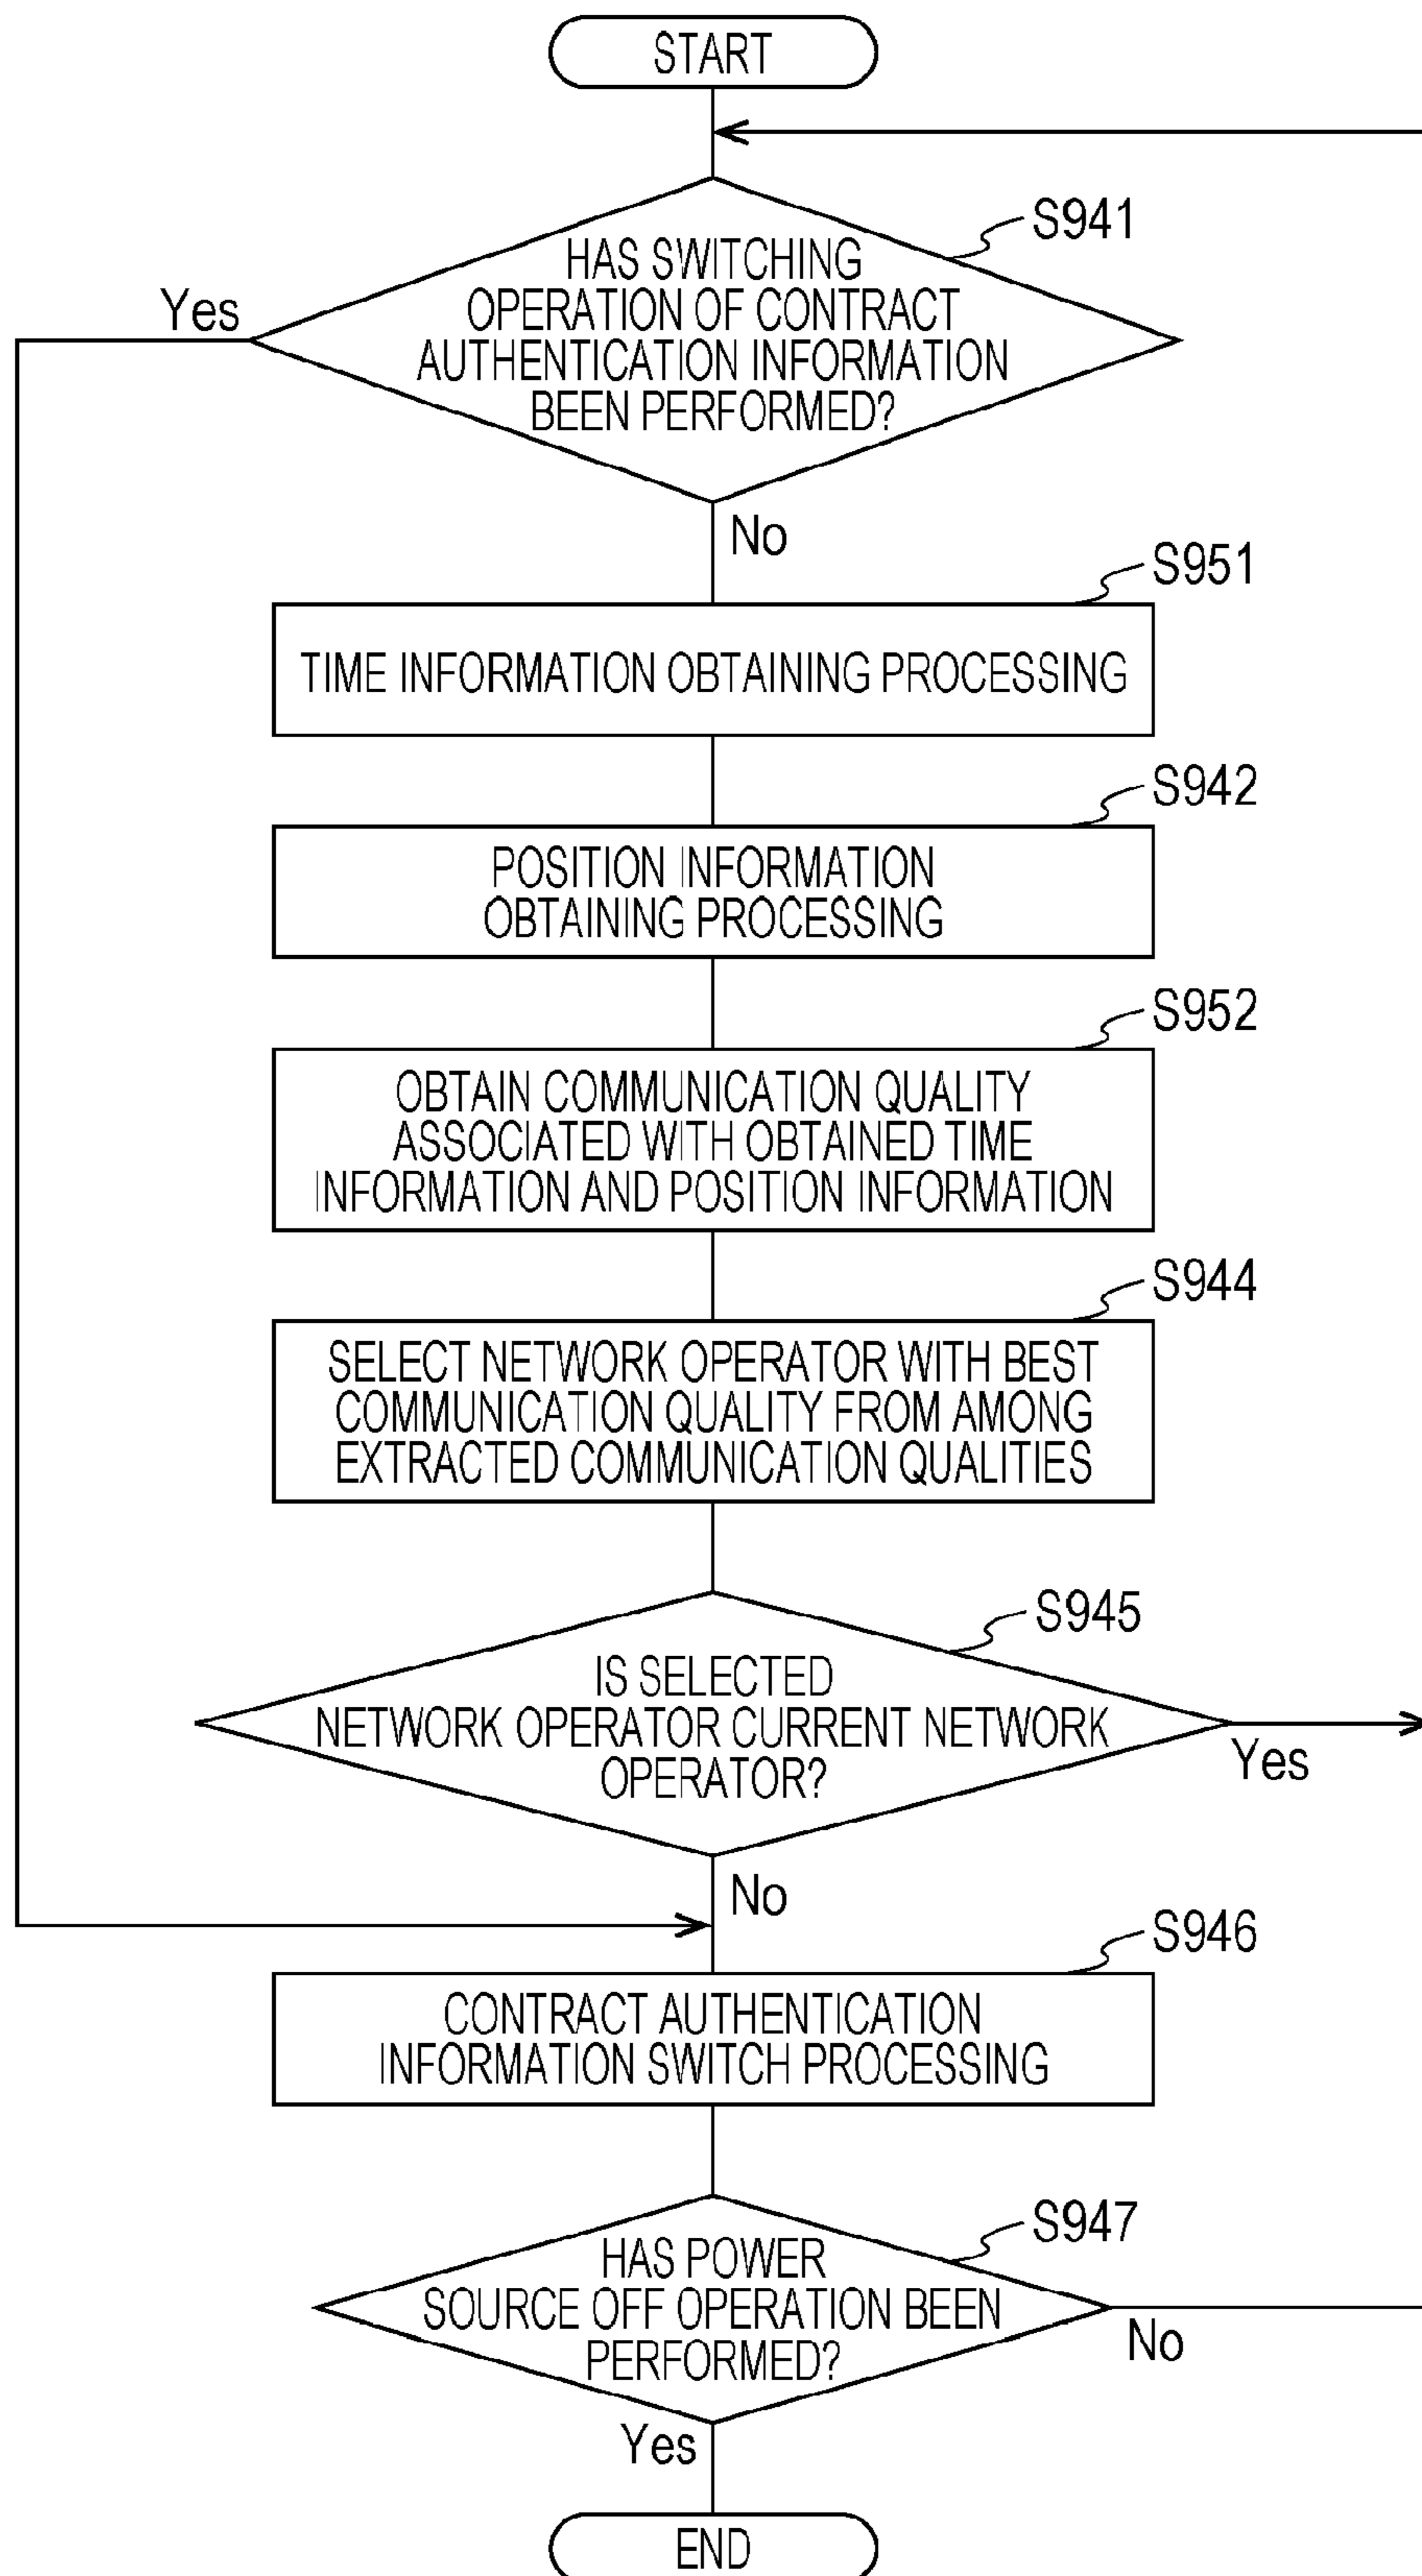 START
S941
HAS SWITCHING
OPERATION OF CONTRACT
AUTHENTICATION INFORMATION
BEEN PERFORMED?
Yes
No
S951
TIME INFORMATION OBTAINING PROCESSING
S942
POSITION INFORMATION
OBTAINING PROCESSING
S952
OBTAIN COMMUNICATION QUALITY
ASSOCIATED WITH OBTAINED TIME
INFORMATION AND POSITION INFORMATION
S944
SELECT NETWORK OPERATOR WITH BEST
COMMUNICATION QUALITY FROM AMONG
EXTRACTED COMMUNICATION QUALITIES
S945
IS SELECTED
NETWORK OPERATOR CURRENT NETWORK
OPERATOR?
Yes
No
S946
CONTRACT AUTHENTICATION
INFORMATION SWITCH PROCESSING
S947
HAS POWER
SOURCE OFF OPERATION BEEN
PERFORMED?
No
Yes
END